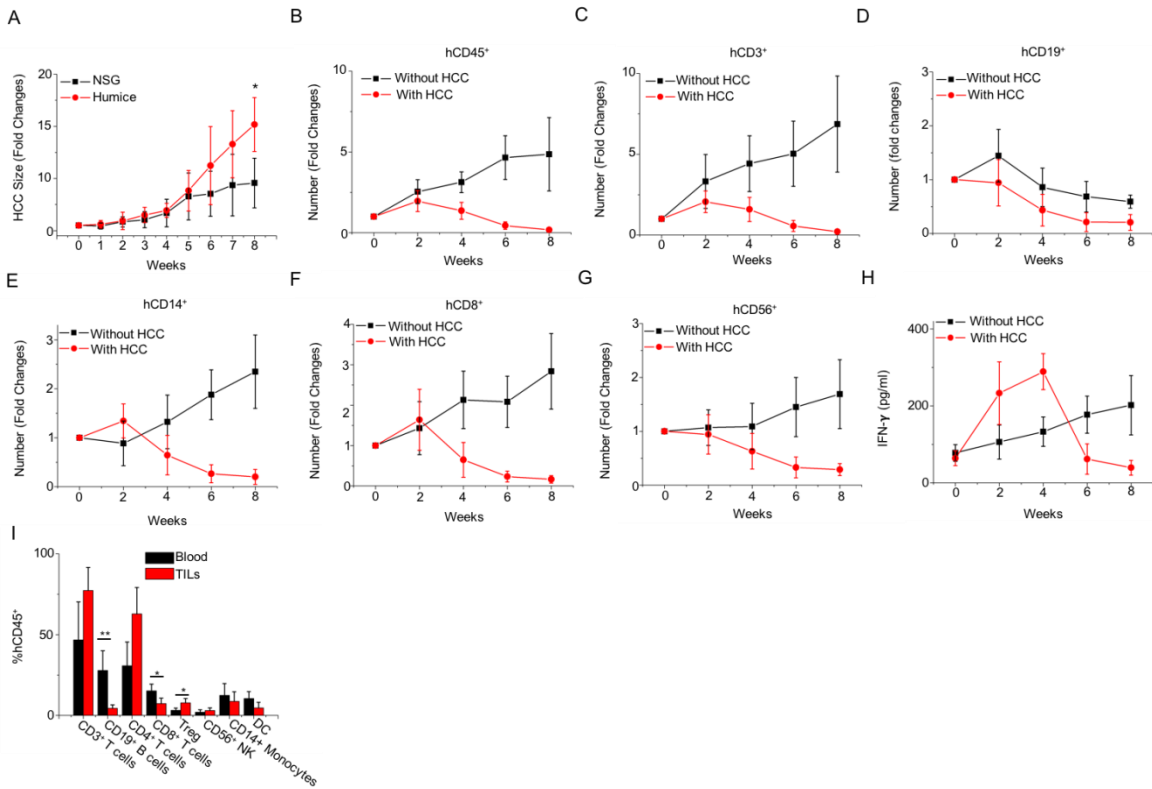 A
HCC Size (Fold Changes)
20
15
10
5
0
NSG
Humice
*
0 1 2 3 4 5 6 7 8
Weeks
B
hCD45⁺
Number (Fold Changes)
10
5
0
Without HCC
With HCC
0 2 4 6 8
Weeks
C
hCD3⁺
Number (Fold Changes)
10
5
0
Without HCC
With HCC
0 2 4 6 8
Weeks
D
hCD19⁺
Number (fold changes)
3
2
1
0
Without HCC
With HCC
0 2 4 6 8
Weeks
E
hCD14⁺
Number (Fold Changes)
3
2
1
0
Without HCC
With HCC
0 2 4 6 8
Weeks
F
hCD8⁺
Number (Fold Changes)
4
3
2
1
0
Without HCC
With HCC
0 2 4 6 8
Weeks
G
hCD56⁺
Number (Fold Changes)
3
2
1
0
Without HCC
With HCC
0 2 4 6 8
Weeks
H
IFN-γ (pg/ml)
400
200
0
Without HCC
With HCC
0 2 4 6 8
Weeks
I
%hCD45⁺
100
50
0
Blood
TILs
**
*
*
CD3⁺ T cells
CD19⁺ B cells
CD4⁺ T cells
CD8⁺ T cells
Treg
CD56⁺ NK
CD14+ Monocytes
DC